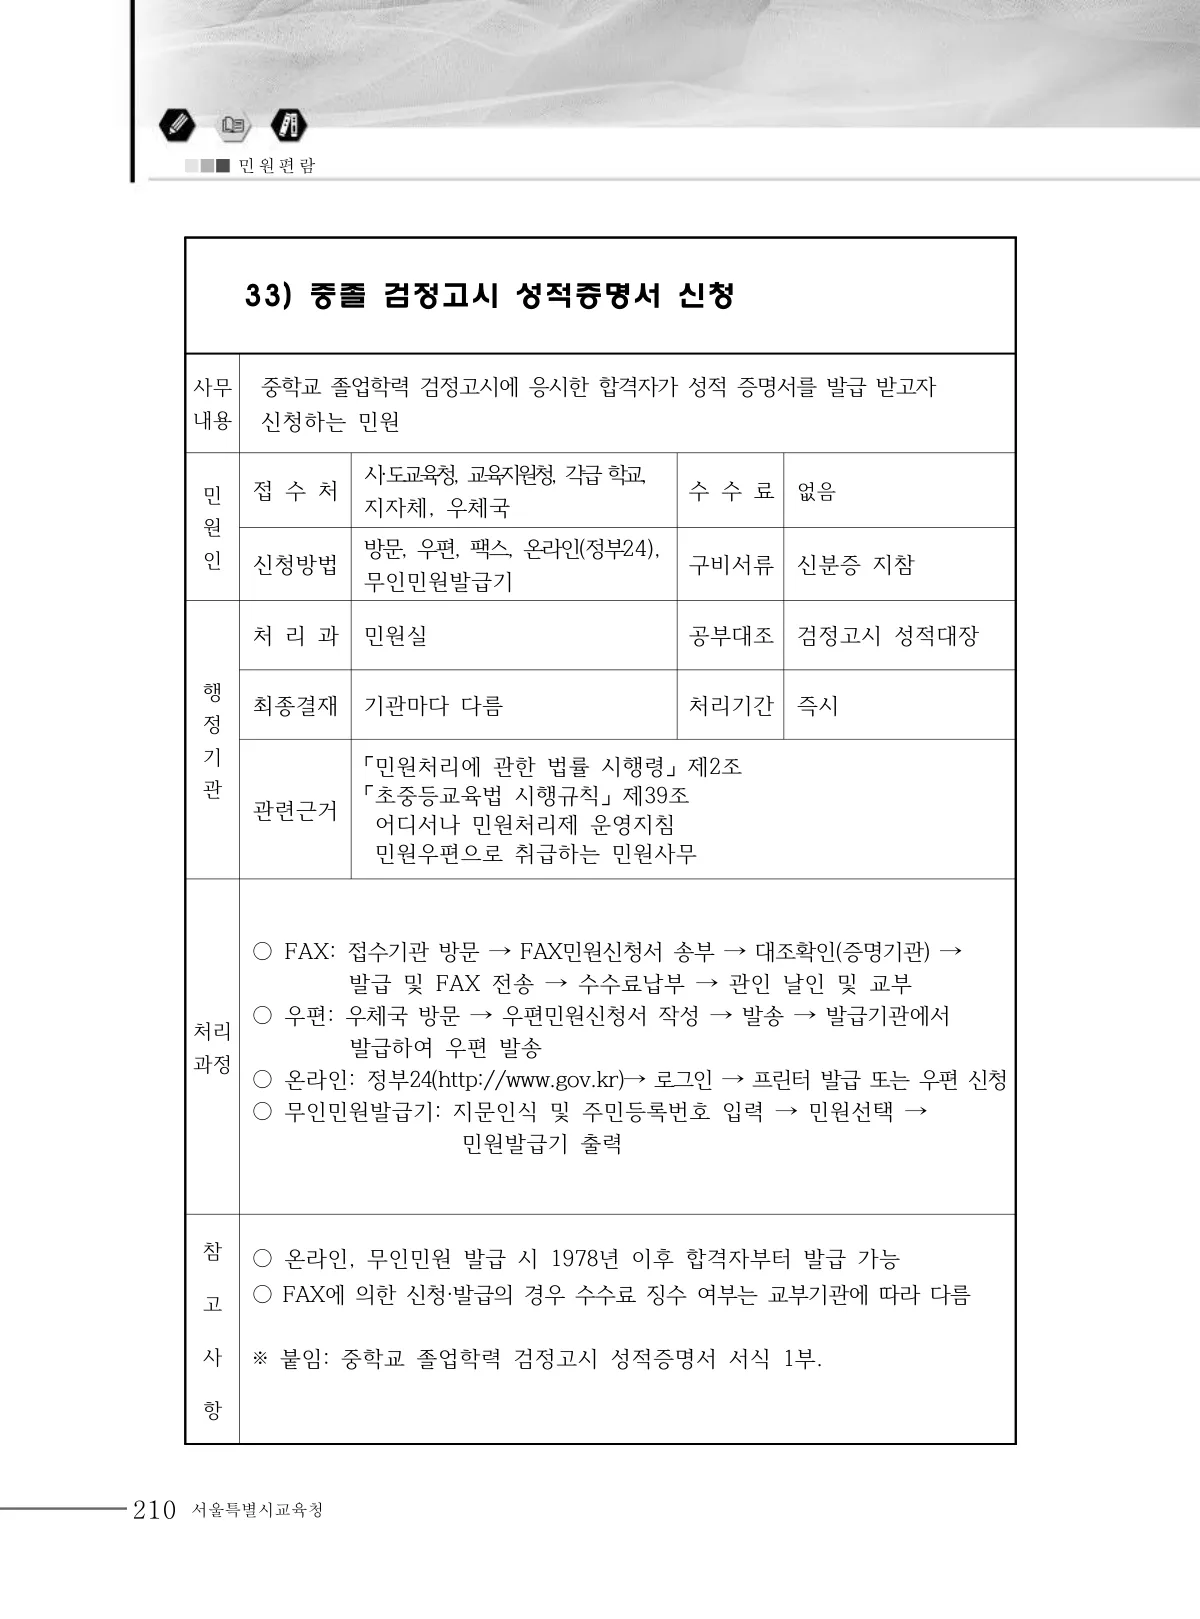 민원편람
33) 중졸 검정고시 성적증명서 신청
사무
내용
중학교 졸업학력 검정고시에 응시한 합격자가 성적 증명서를 발급 받고자
신청하는 민원
민
원
인
접 수 처
시·도교육청, 교육지원청, 각급 학교,
지자체, 우체국
수 수 료
없음
신청방법
방문, 우편, 팩스, 온라인(정부24),
무인민원발급기
구비서류
신분증 지참
행
정
기
관
처 리 과
민원실
공부대조
검정고시 성적대장
최종결재
기관마다 다름
처리기간
즉시
관련근거
「민원처리에 관한 법률 시행령」 제2조
「초중등교육법 시행규칙」 제39조
어디서나 민원처리제 운영지침
민원우편으로 취급하는 민원사무
처리
과정
○ FAX: 접수기관 방문 → FAX민원신청서 송부 → 대조확인(증명기관) →
발급 및 FAX 전송 → 수수료납부 → 관인 날인 및 교부
○ 우편: 우체국 방문 → 우편민원신청서 작성 → 발송 → 발급기관에서
발급하여 우편 발송
○ 온라인: 정부24(http://www.gov.kr)→ 로그인 → 프린터 발급 또는 우편 신청
○ 무인민원발급기: 지문인식 및 주민등록번호 입력 → 민원선택 →
민원발급기 출력
참
고
사
항
○ 온라인, 무인민원 발급 시 1978년 이후 합격자부터 발급 가능
○ FAX에 의한 신청·발급의 경우 수수료 징수 여부는 교부기관에 따라 다름
※ 붙임: 중학교 졸업학력 검정고시 성적증명서 서식 1부.
210 서울특별시교육청